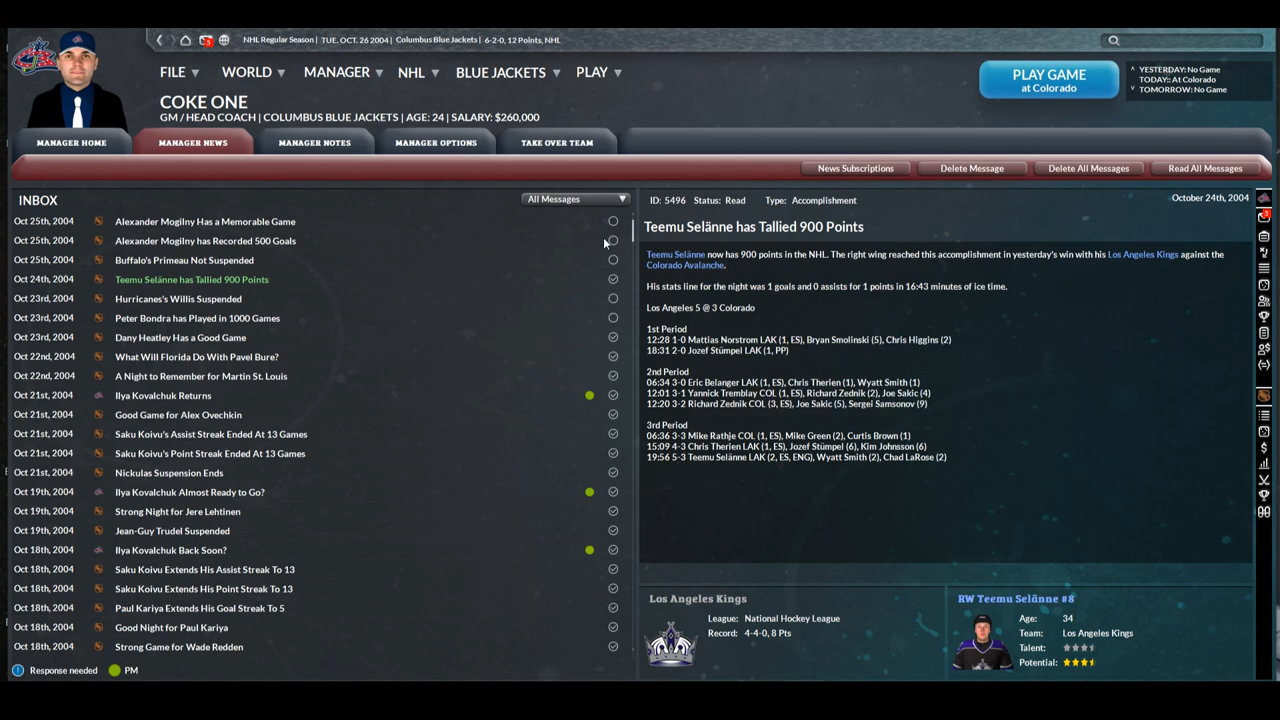 NHL Regular Season | TUE. OCT. 26 2004 | Columbus Blue Jackets | 6-2-0, 12 Points, NHL
FILE WORLD MANAGER NHL BLUE JACKETS PLAY
PLAY GAME
at Colorado
YESTERDAY: No Game
TODAY: At Colorado
TOMORROW: No Game
COKE ONE
GM / HEAD COACH | COLUMBUS BLUE JACKETS | AGE: 24 | SALARY: $260,000
MANAGER HOME MANAGER NEWS MANAGER NOTES MANAGER OPTIONS TAKE OVER TEAM
News Subscriptions Delete Message Delete All Messages Read All Messages
INBOX All Messages
Oct 25th, 2004 Alexander Mogilny Has a Memorable Game
Oct 25th, 2004 Alexander Mogilny has Recorded 500 Goals
Oct 25th, 2004 Buffalo's Primeau Not Suspended
Oct 24th, 2004 Teemu Selänne has Tallied 900 Points
Oct 23rd, 2004 Hurricanes's Willis Suspended
Oct 23rd, 2004 Peter Bondra has Played in 1000 Games
Oct 23rd, 2004 Dany Heatley Has a Good Game
Oct 22nd, 2004 What Will Florida Do With Pavel Bure?
Oct 22nd, 2004 A Night to Remember for Martin St. Louis
Oct 21st, 2004 Ilya Kovalchuk Returns
Oct 21st, 2004 Good Game for Alex Ovechkin
Oct 21st, 2004 Saku Koivu's Assist Streak Ended At 13 Games
Oct 21st, 2004 Saku Koivu's Point Streak Ended At 13 Games
Oct 21st, 2004 Nickulas Suspension Ends
Oct 19th, 2004 Ilya Kovalchuk Almost Ready to Go?
Oct 19th, 2004 Strong Night for Jere Lehtinen
Oct 19th, 2004 Jean-Guy Trudel Suspended
Oct 18th, 2004 Ilya Kovalchuk Back Soon?
Oct 18th, 2004 Saku Koivu Extends His Assist Streak To 13
Oct 18th, 2004 Saku Koivu Extends His Point Streak To 13
Oct 18th, 2004 Paul Kariya Extends His Goal Streak To 5
Oct 18th, 2004 Good Night for Paul Kariya
Oct 18th, 2004 Strong Game for Wade Redden
Response needed PM
ID: 5496 Status: Read Type: Accomplishment October 24th, 2004
Teemu Selänne has Tallied 900 Points
Teemu Selänne now has 900 points in the NHL. The right wing reached this accomplishment in yesterday's win with his Los Angeles Kings against the
Colorado Avalanche.
His stats line for the night was 1 goals and 0 assists for 1 points in 16:43 minutes of ice time.
Los Angeles 5 @ 3 Colorado
1st Period
12:28 1-0 Mattias Norstrom LAK (1, ES), Bryan Smolinski (5), Chris Higgins (2)
18:31 2-0 Jozef Stümpel LAK (1, PP)
2nd Period
06:34 3-0 Eric Belanger LAK (1, ES), Chris Therien (1), Wyatt Smith (1)
12:01 3-1 Yannick Tremblay COL (1, ES), Richard Zednik (2), Joe Sakic (4)
12:20 3-2 Richard Zednik COL (3, ES), Joe Sakic (5), Sergei Samsonov (9)
3rd Period
06:36 3-3 Mike Rathje COL (1, ES), Mike Green (2), Curtis Brown (1)
15:09 4-3 Chris Therien LAK (1, ES), Jozef Stümpel (6), Kim Johnsson (6)
19:56 5-3 Teemu Selänne LAK (2, ES, ENG), Wyatt Smith (2), Chad LaRose (2)
Los Angeles Kings
League: National Hockey League
Record: 4-4-0, 8 Pts
RW Teemu Selänne #8
Age: 34
Team: Los Angeles Kings
Talent:
Potential: